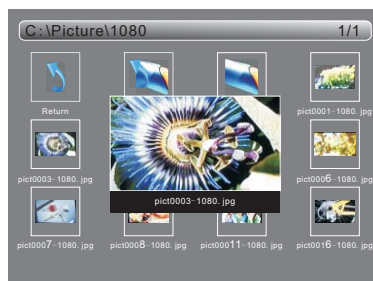 C:\Picture\1080 1/1
Return
pict0001-1080.jpg
pict0003-1080.jpg
pict0006-1080.jpg
pict0003-1080.jpg
pict0007-1080.jpg
pict0008-1080.jpg
pict00011-1080.jpg
pict0016-1080.jpg